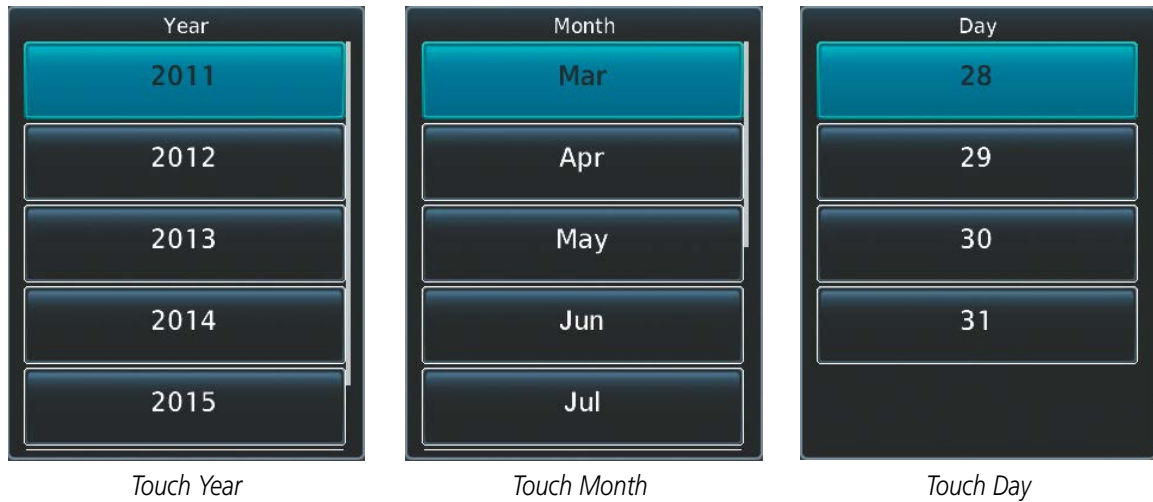 Year
2011
2012
2013
2014
2015
Touch Year
Month
Mar
Apr
May
Jun
Jul
Touch Month
Day
28
29
30
31
Touch Day